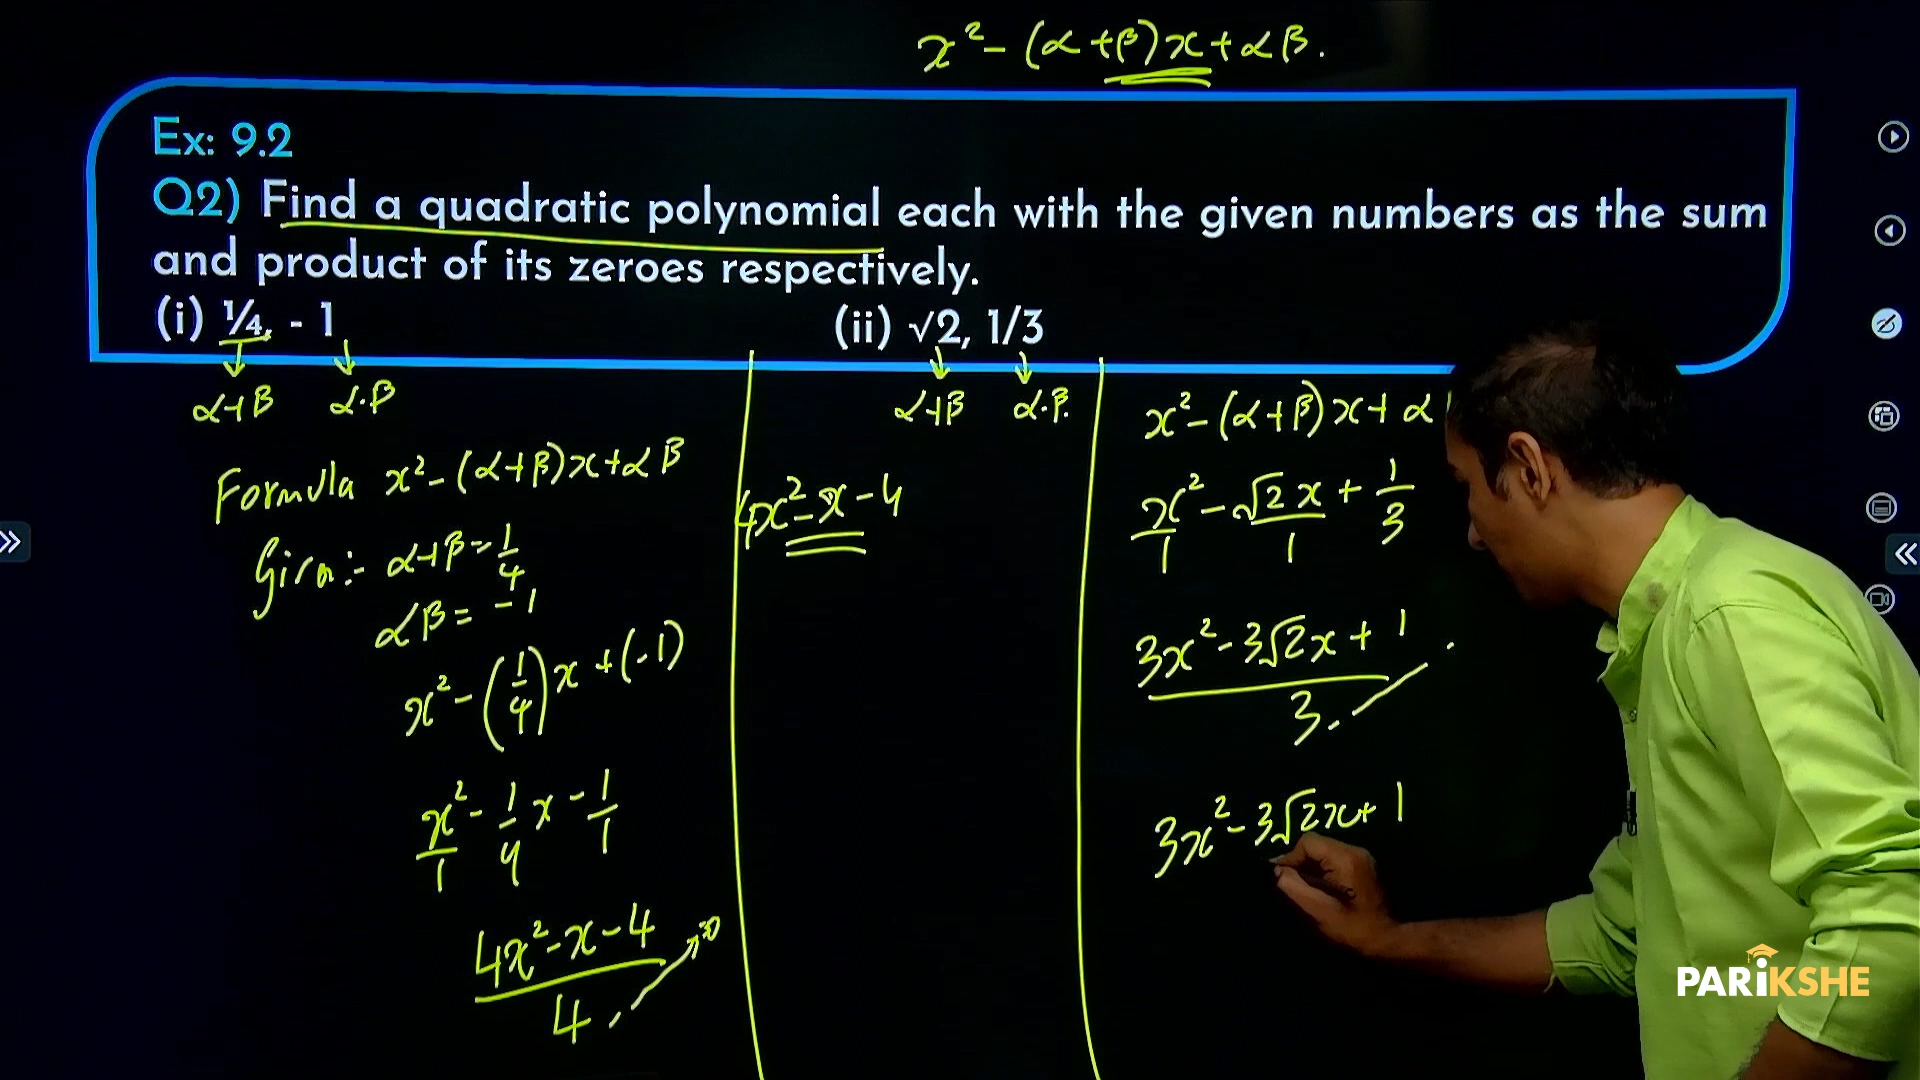 x² - (α+β)x + αβ.
Ex: 9.2
Q2) Find a quadratic polynomial each with the given numbers as the sum
and product of its zeroes respectively.
(i) ¼, - 1
(ii) √2, 1/3
α+β α.β
Formula x² - (α+β)x + αβ
Given:- α+β = 1/4
αβ = -1
x² - (1/4)x + (-1)
x²/1 - 1/4 x - 1/1
4x² - x - 4 / 4 → 0
4x² - x - 4
α+β α.β.
x² - (α+β)x + α
x²/1 - √2x/1 + 1/3
3x² - 3√2x + 1 / 3.
3x² - 3√2x + 1
PARiKSHE